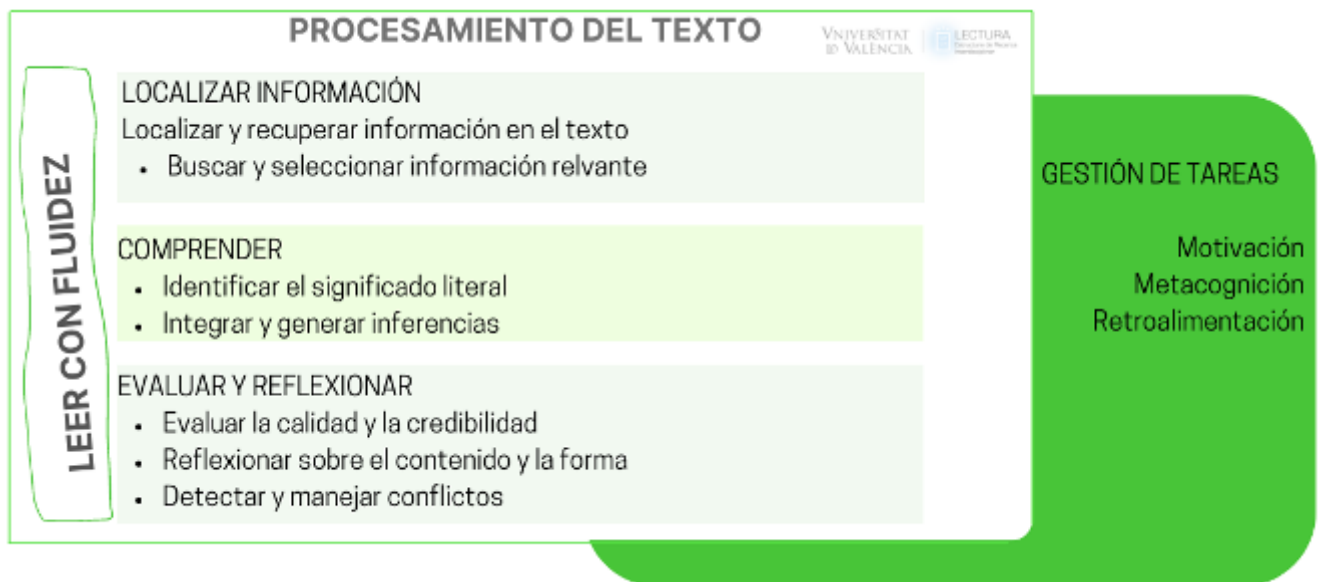 PROCESAMIENTO DEL TEXTO
VNIVERSITAT
ID VALÈNCIA
LECTURA
LEER CON FLUIDEZ
LOCALIZAR INFORMACIÓN
Localizar y recuperar información en el texto
• Buscar y seleccionar información relvante
COMPRENDER
• Identificar el significado literal
• Integrar y generar inferencias
EVALUAR Y REFLEXIONAR
• Evaluar la calidad y la credibilidad
• Reflexionar sobre el contenido y la forma
• Detectar y manejar conflictos
GESTIÓN DE TAREAS
Motivación
Metacognición
Retroalimentación